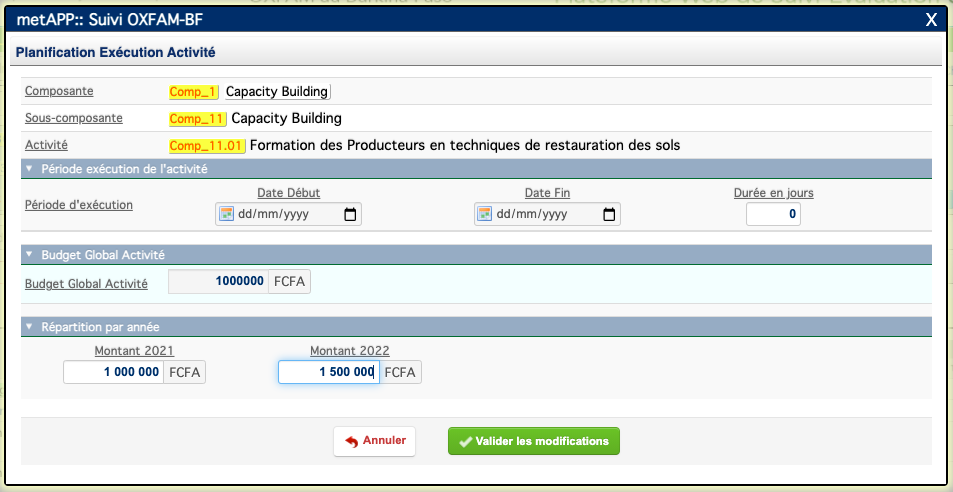 metAPP:: Suivi OXFAM-BF X
Planification Exécution Activité
Composante Comp_1 Capacity Building
Sous-composante Comp_11 Capacity Building
Activité Comp_11.01 Formation des Producteurs en techniques de restauration des sols
Période exécution de l'activité
Date Début Date Fin Durée en jours
Période d'exécution dd/mm/yyyy dd/mm/yyyy 0
Budget Global Activité
Budget Global Activité 1000000 FCFA
Répartition par année
Montant 2021 Montant 2022
1 000 000 FCFA 1 500 000 FCFA
Annuler Valider les modifications